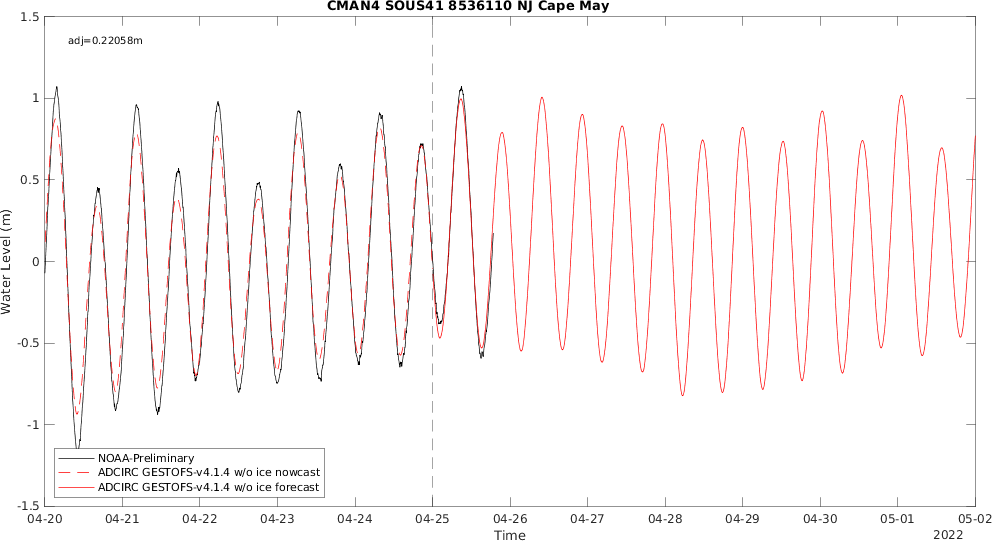 CMAN4 SOUS41 8536110 NJ Cape May
adj=0.22058m
1.5
1
0.5
0
-0.5
-1
-1.5
Water Level (m)
NOAA-Preliminary
ADCIRC GESTOFS-v4.1.4 w/o ice nowcast
ADCIRC GESTOFS-v4.1.4 w/o ice forecast
04-20 04-21 04-22 04-23 04-24 04-25 04-26 04-27 04-28 04-29 04-30 05-01 05-02
Time
2022